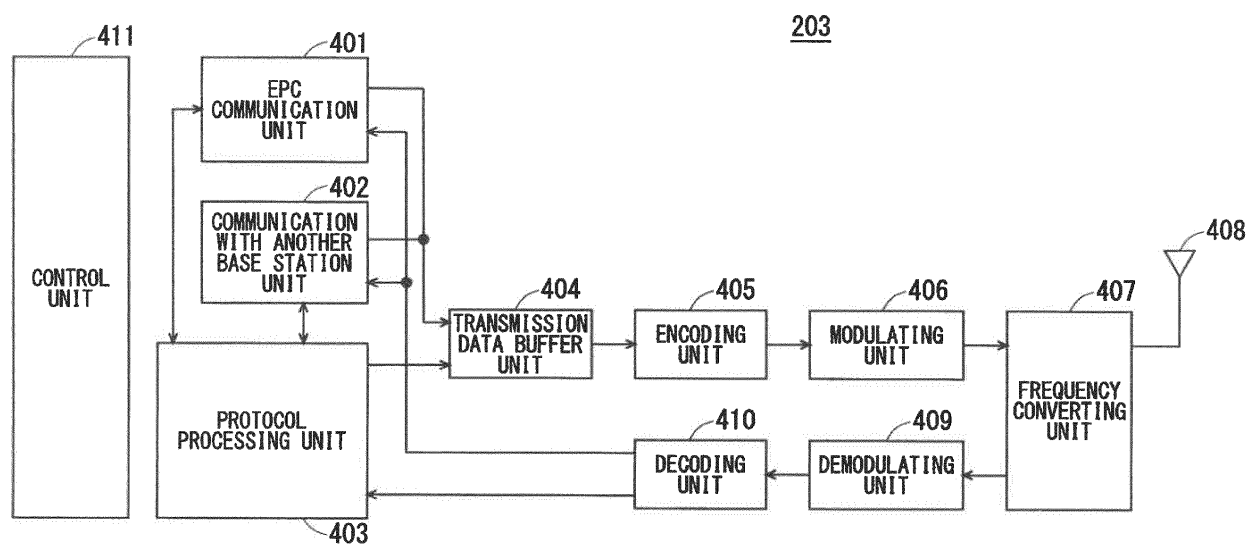 203
411
CONTROL
UNIT
401
EPC
COMMUNICATION
UNIT
402
COMMUNICATION
WITH ANOTHER
BASE STATION
UNIT
PROTOCOL
PROCESSING UNIT
403
404
TRANSMISSION
DATA BUFFER
UNIT
405
ENCODING
UNIT
406
MODULATING
UNIT
407
FREQUENCY
CONVERTING
UNIT
408
409
DEMODULATING
UNIT
410
DECODING
UNIT